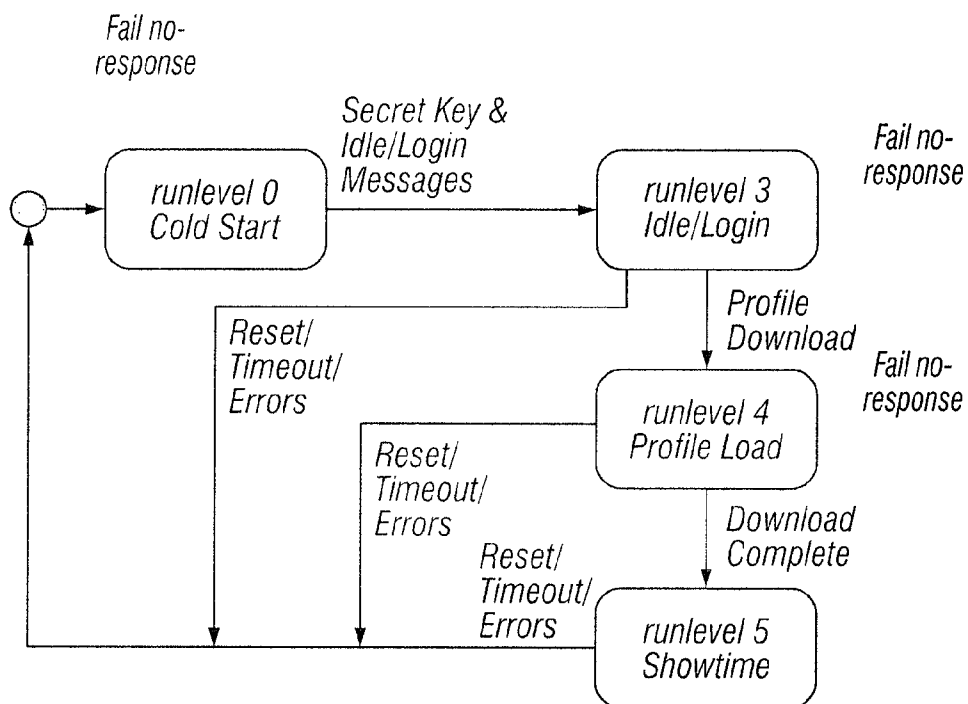 Fail no-
response
Secret Key &
Idle/Login
Messages
Fail no-
response
runlevel 0
Cold Start
runlevel 3
Idle/Login
Reset/
Timeout/
Errors
Profile
Download
Fail no-
response
runlevel 4
Profile Load
Reset/
Timeout/
Errors
Download
Complete
Reset/
Timeout/
Errors
runlevel 5
Showtime